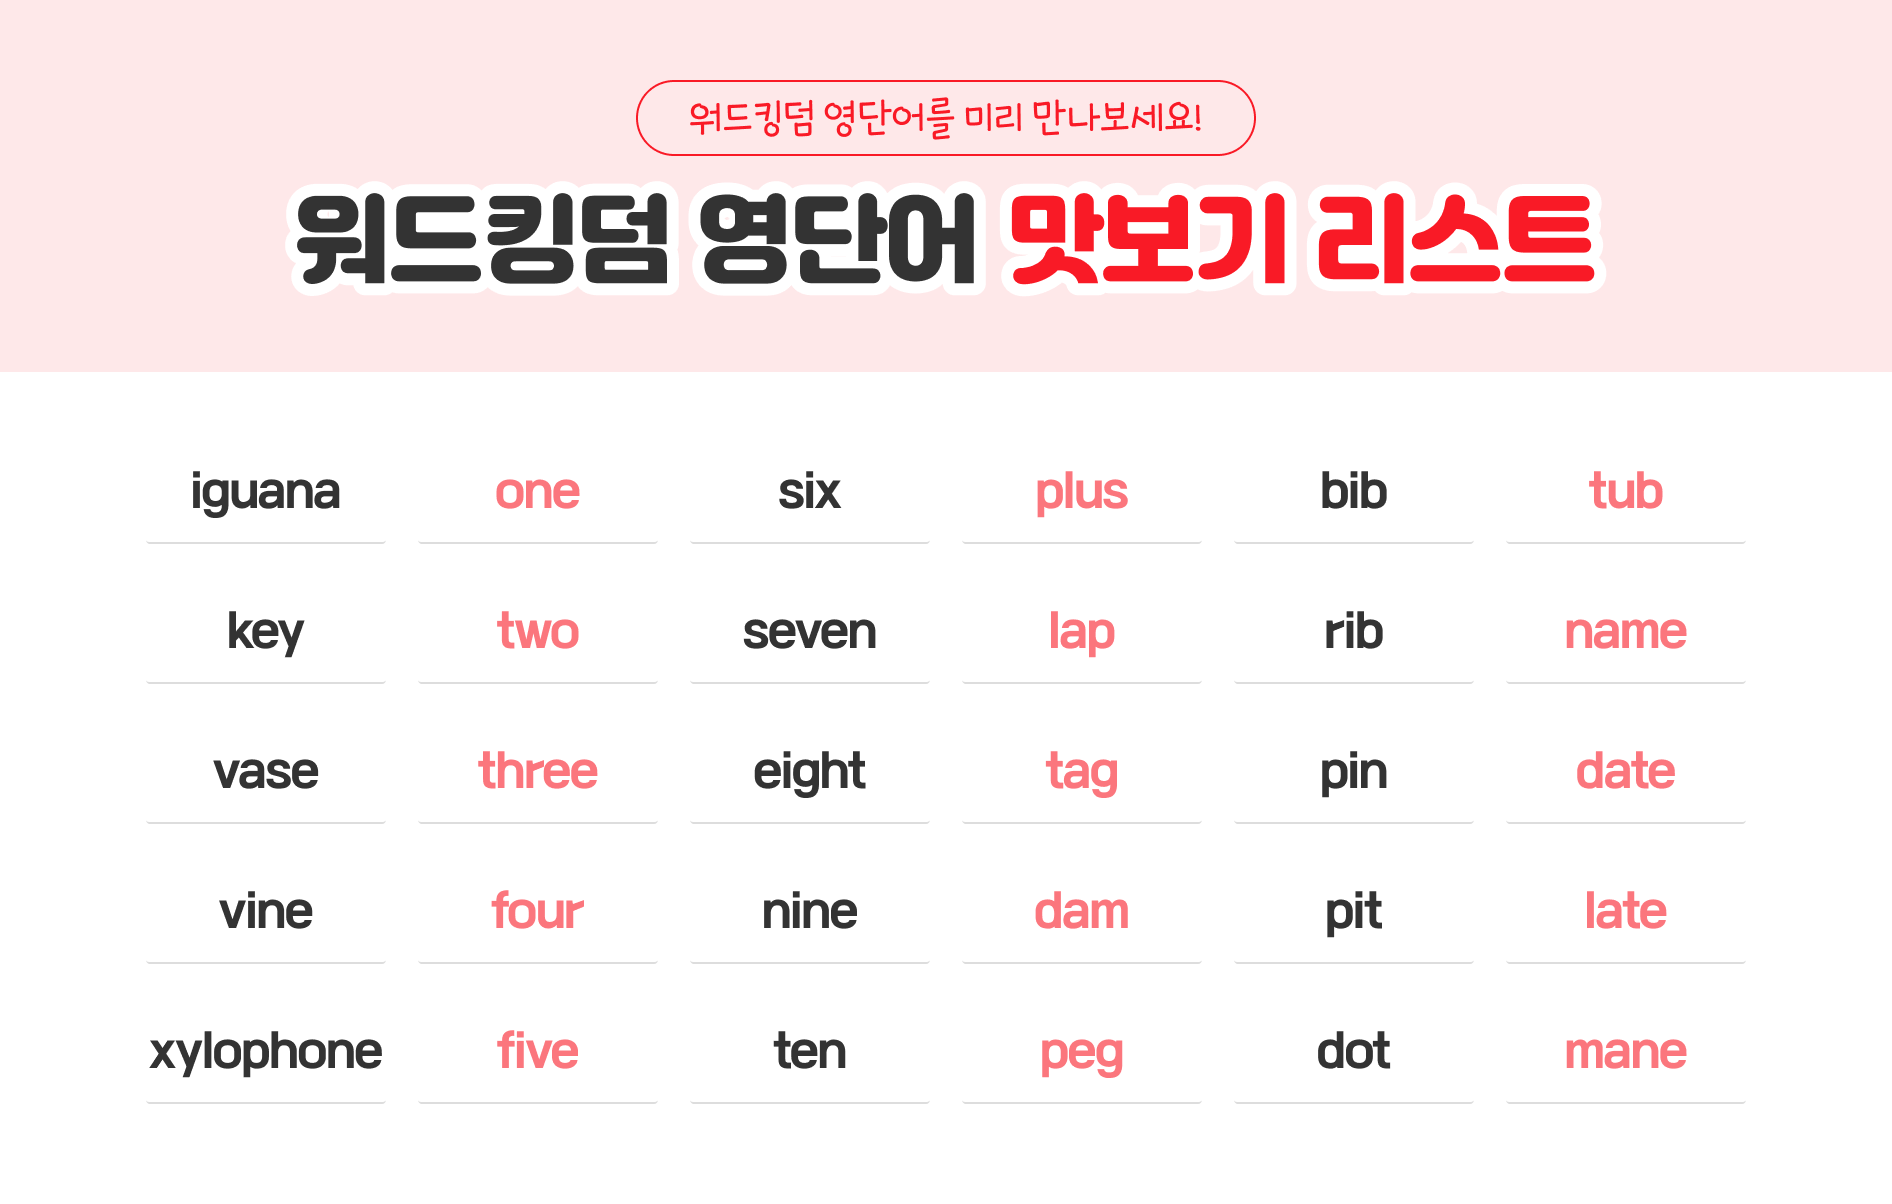 워드킹덤 영단어를 미리 만나보세요!
워드킹덤 영단어 맛보기 리스트
iguana one six plus bib tub
key two seven lap rib name
vase three eight tag pin date
vine four nine dam pit late
xylophone five ten peg dot mane